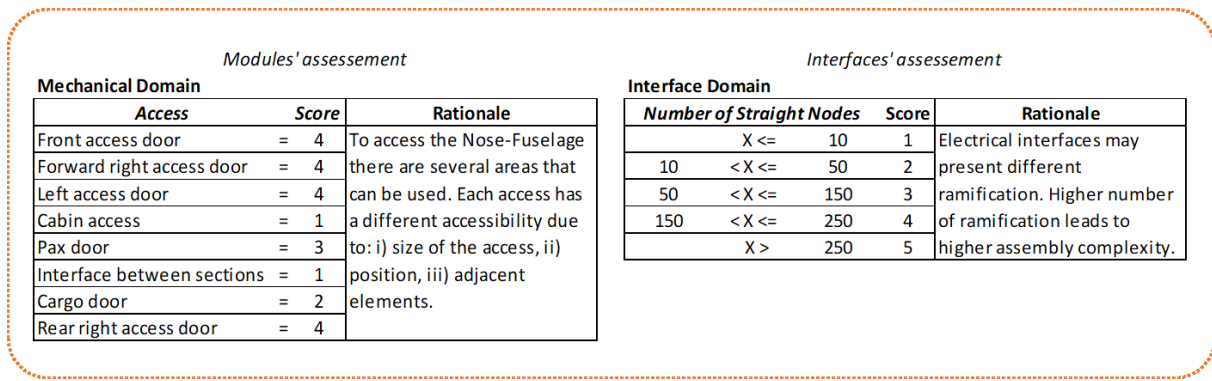 Modules' assessement
Mechanical Domain
Access Score Rationale
Front access door = 4 To access the Nose-Fuselage
Forward right access door = 4 there are several areas that
Left access door = 4 can be used. Each access has
Cabin access = 1 a different accessibility due
Pax door = 3 to: i) size of the access, ii)
Interface between sections = 1 position, iii) adjacent
Cargo door = 2 elements.
Rear right access door = 4
Interfaces' assessement
Interface Domain
Number of Straight Nodes Score Rationale
X <= 10 1 Electrical interfaces may
10 < X <= 50 2 present different
50 < X <= 150 3 ramification. Higher number
150 < X <= 250 4 of ramification leads to
X > 250 5 higher assembly complexity.